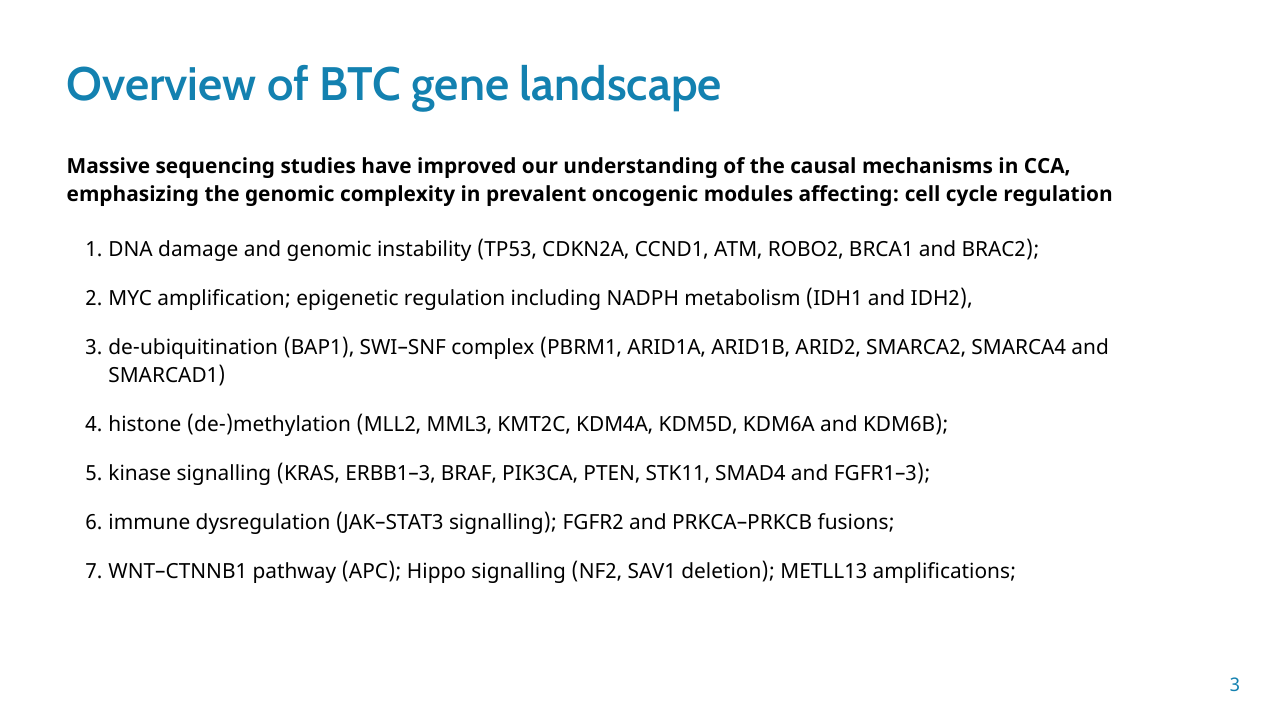 Overview of BTC gene landscape
Massive sequencing studies have improved our understanding of the causal mechanisms in CCA,
emphasizing the genomic complexity in prevalent oncogenic modules affecting: cell cycle regulation
1. DNA damage and genomic instability (TP53, CDKN2A, CCND1, ATM, ROBO2, BRCA1 and BRAC2);
2. MYC amplification; epigenetic regulation including NADPH metabolism (IDH1 and IDH2),
3. de-ubiquitination (BAP1), SWI–SNF complex (PBRM1, ARID1A, ARID1B, ARID2, SMARCA2, SMARCA4 and
SMARCAD1)
4. histone (de-)methylation (MLL2, MML3, KMT2C, KDM4A, KDM5D, KDM6A and KDM6B);
5. kinase signalling (KRAS, ERBB1–3, BRAF, PIK3CA, PTEN, STK11, SMAD4 and FGFR1–3);
6. immune dysregulation (JAK–STAT3 signalling); FGFR2 and PRKCA–PRKCB fusions;
7. WNT–CTNNB1 pathway (APC); Hippo signalling (NF2, SAV1 deletion); METLL13 amplifications;
3